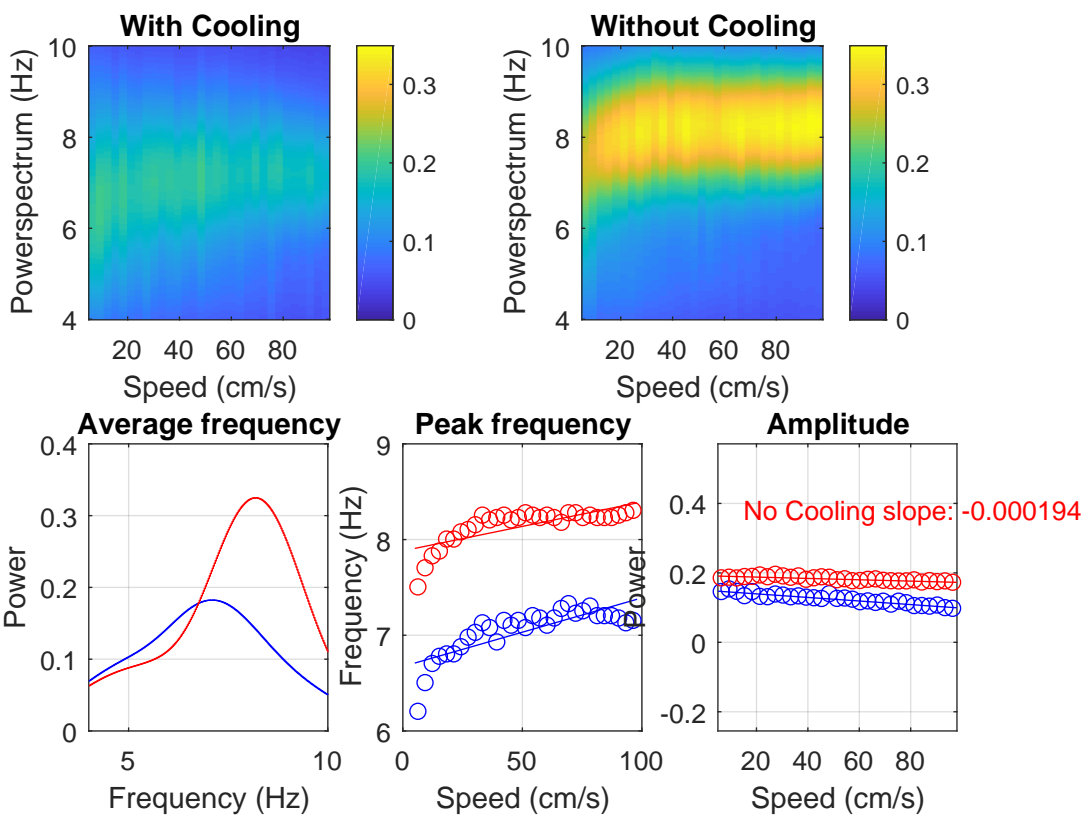 With Cooling
Powerspectrum (Hz)
10
8
6
4
20 40 60 80
Speed (cm/s)
0.3
0.2
0.1
0
Without Cooling
Powerspectrum (Hz)
10
8
6
4
20 40 60 80
Speed (cm/s)
0.3
0.2
0.1
0
Average frequency
Power
0.4
0.3
0.2
0.1
0
5 10
Frequency (Hz)
Peak frequency
Frequency (Hz)
9
8
7
6
0 50 100
Speed (cm/s)
Amplitude
Power
0.4
0.2
0
-0.2
No Cooling slope: -0.000194
20 40 60 80
Speed (cm/s)